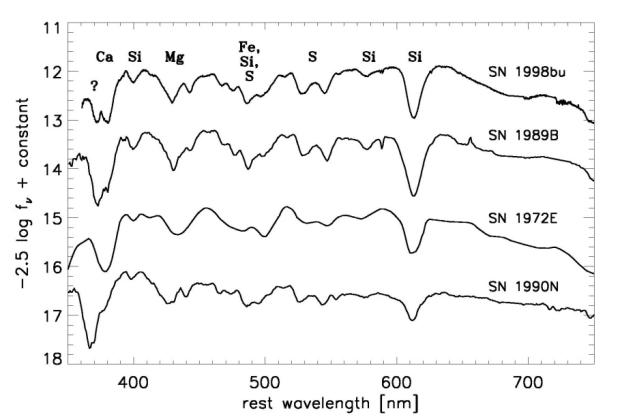 11
12
13
14
15
16
17
18
-2.5 log fν + constant
?
Ca
Si
Mg
Fe,
Si,
S
S
Si
Si
SN 1998bu
SN 1989B
SN 1972E
SN 1990N
400
500
600
700
rest wavelength [nm]